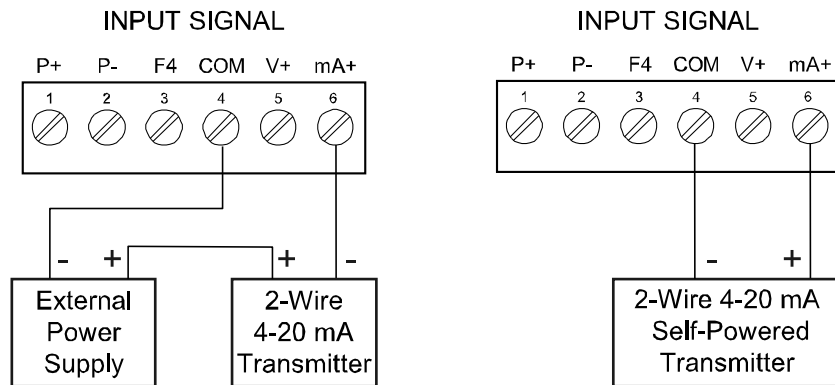 INPUT SIGNAL
P+ P- F4 COM V+ mA+
1 2 3 4 5 6
- + + -
External
Power
Supply
2-Wire
4-20 mA
Transmitter
INPUT SIGNAL
P+ P- F4 COM V+ mA+
1 2 3 4 5 6
- +
2-Wire 4-20 mA
Self-Powered
Transmitter